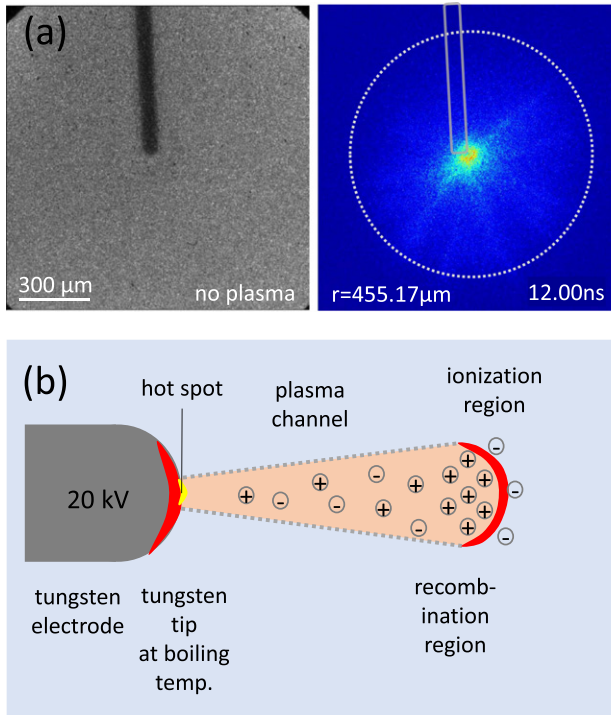 (a)
300 μm
no plasma
r=455.17μm
12.00ns
(b)
hot spot
plasma
channel
ionization
region
20 kV
+
-
+
-
-
+
-
+
+
+
+
+
+
+
-
-
-
tungsten
electrode
tungsten
tip
at boiling
temp.
recomb-
ination
region